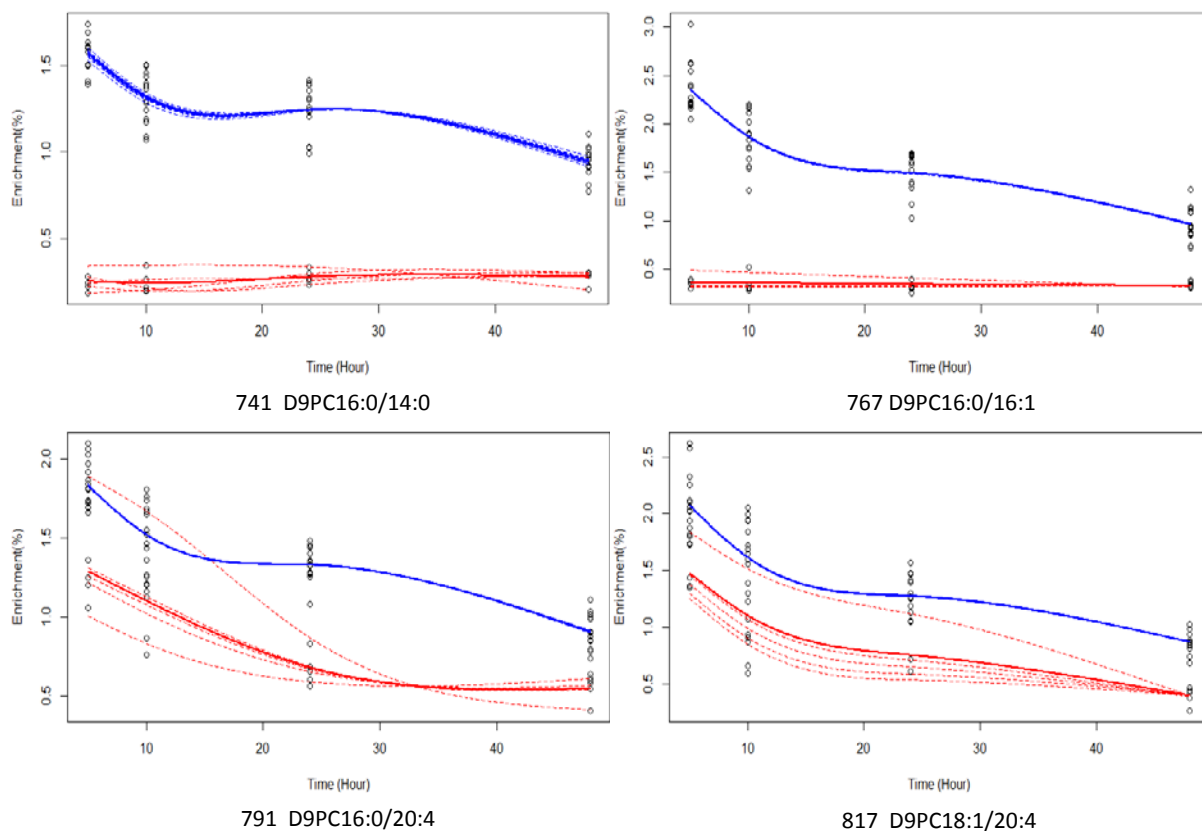 Enrichment(%)
1.5
1.0
0.5
10 20 30 40
Time (Hour)
741 D9PC16:0/14:0
Enrichment(%)
3.0
2.5
2.0
1.5
1.0
0.5
10 20 30 40
Time (Hour)
767 D9PC16:0/16:1
Enrichment(%)
2.0
1.5
1.0
0.5
10 20 30 40
Time (Hour)
791 D9PC16:0/20:4
Enrichment(%)
2.5
2.0
1.5
1.0
0.5
10 20 30 40
Time (Hour)
817 D9PC18:1/20:4